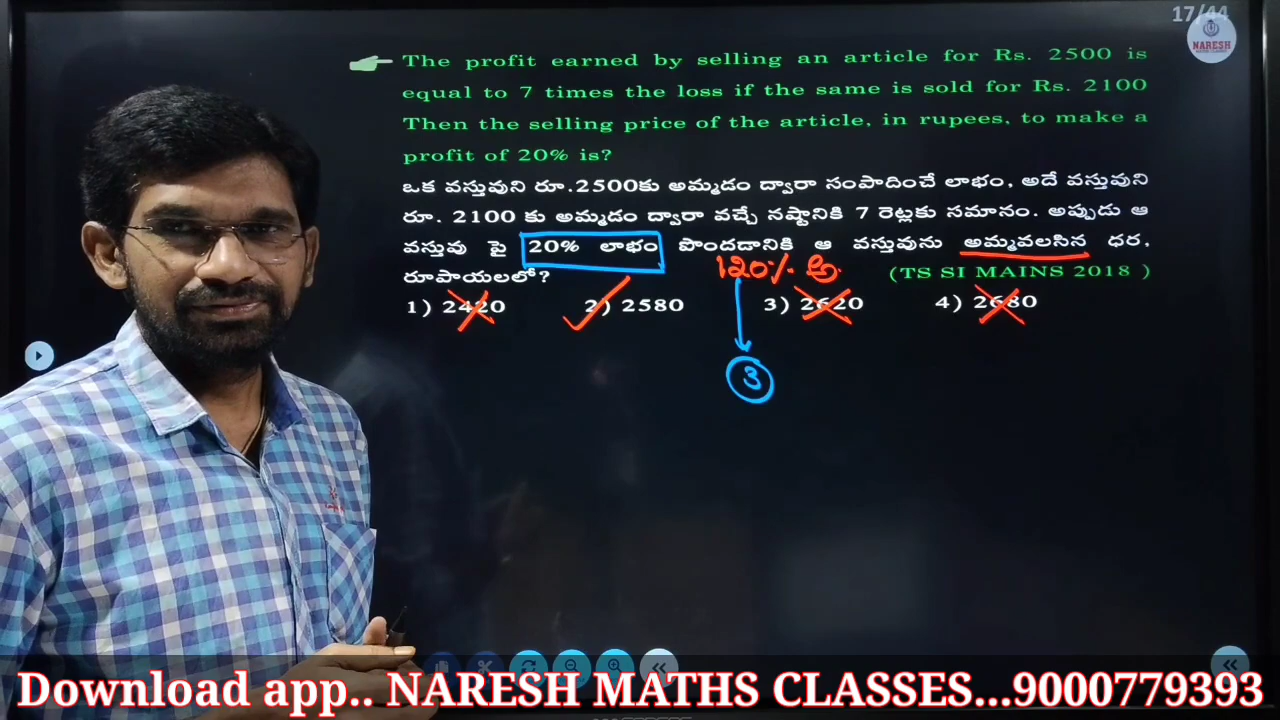 17/44
NARESH
MATHS CLASSES
The profit earned by selling an article for Rs. 2500 is
equal to 7 times the loss if the same is sold for Rs. 2100
Then the selling price of the article, in rupees, to make a
profit of 20% is?
ఒక వస్తువుని రూ.2500కు అమ్మడం ద్వారా సంపాదించే లాభం, అదే వస్తువుని
రూ. 2100 కు అమ్మడం ద్వారా వచ్చే నష్టానికి 7 రెట్లకు సమానం. అప్పుడు ఆ
వస్తువు పై 20% లాభం పొందడానికి ఆ వస్తువును అమ్మవలసిన ధర,
రూపాయలలో?
120% అ.
(TS SI MAINS 2018 )
1) 2420 2) 2580 3) 2620 4) 2680
3
Download app.. NARESH MATHS CLASSES...9000779393